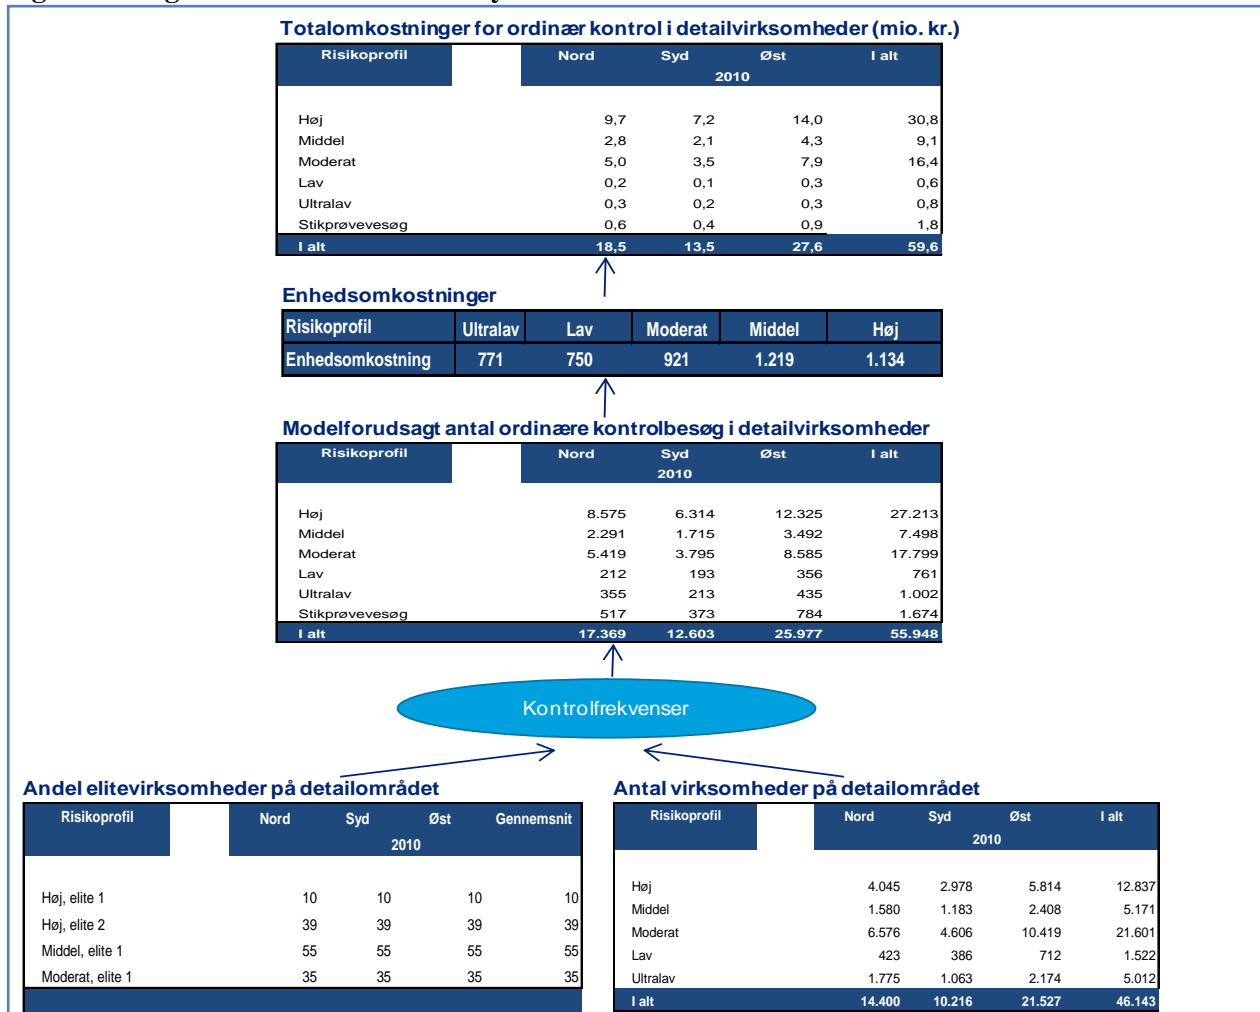 Totalomkostninger for ordinær kontrol i detailvirksomheder (mio. kr.)
Risikoprofil Nord Syd Øst I alt
2010
Høj 9,7 7,2 14,0 30,8
Middel 2,8 2,1 4,3 9,1
Moderat 5,0 3,5 7,9 16,4
Lav 0,2 0,1 0,3 0,6
Ultralav 0,3 0,2 0,3 0,8
Stikprøvevesøg 0,6 0,4 0,9 1,8
I alt 18,5 13,5 27,6 59,6
Enhedsomkostninger
Risikoprofil Ultralav Lav Moderat Middel Høj
Enhedsomkostning 771 750 921 1.219 1.134
Modelforudsagt antal ordinære kontrolbesøg i detailvirksomheder
Risikoprofil Nord Syd Øst I alt
2010
Høj 8.575 6.314 12.325 27.213
Middel 2.291 1.715 3.492 7.498
Moderat 5.419 3.795 8.585 17.799
Lav 212 193 356 761
Ultralav 355 213 435 1.002
Stikprøvevesøg 517 373 784 1.674
I alt 17.369 12.603 25.977 55.948
Kontrolfrekvenser
Andel elitevirksomheder på detailområdet
Risikoprofil Nord Syd Øst Gennemsnit
2010
Høj, elite 1 10 10 10 10
Høj, elite 2 39 39 39 39
Middel, elite 1 55 55 55 55
Moderat, elite 1 35 35 35 35
Antal virksomheder på detailområdet
Risikoprofil Nord Syd Øst I alt
2010
Høj 4.045 2.978 5.814 12.837
Middel 1.580 1.183 2.408 5.171
Moderat 6.576 4.606 10.419 21.601
Lav 423 386 712 1.522
Ultralav 1.775 1.063 2.174 5.012
I alt 14.400 10.216 21.527 46.143